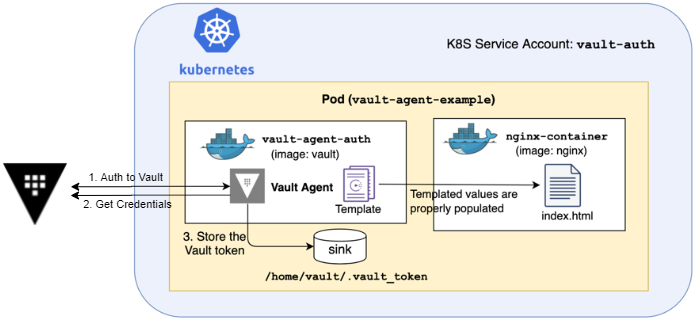 K8S Service Account: vault-auth
kubernetes
Pod (vault-agent-example)
vault-agent-auth
(image: vault)
nginx-container
(image: nginx)
1. Auth to Vault
2. Get Credentials
Vault Agent
Template
Templated values are
properly populated
index.html
3. Store the
Vault token
sink
/home/vault/.vault_token